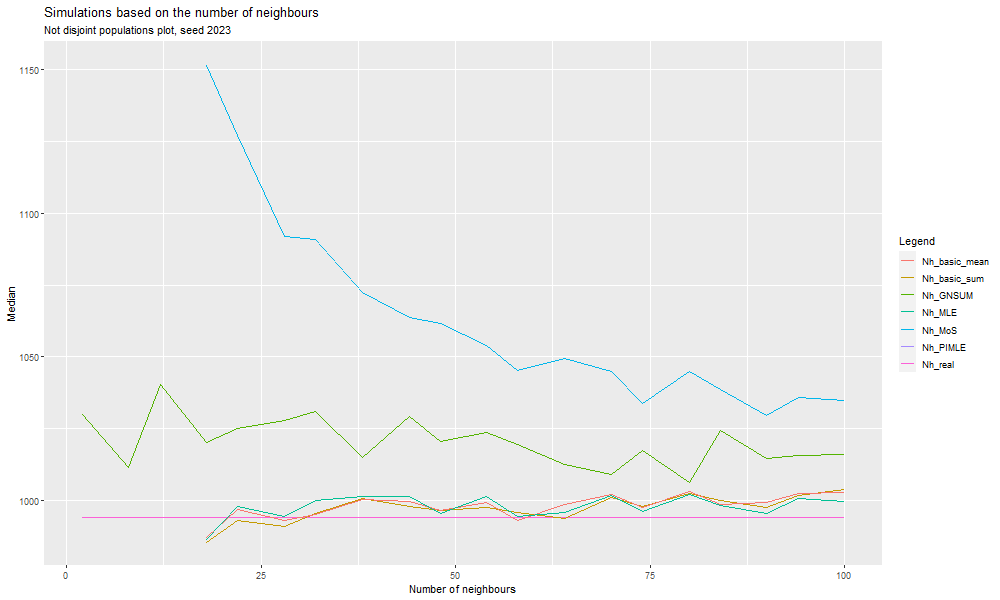 Simulations based on the number of neighbours
Not disjoint populations plot, seed 2023
1150
1100
1050
1000
Median
0
25
50
75
100
Number of neighbours
Legend
Nh_basic_mean
Nh_basic_sum
Nh_GNSUM
Nh_MLE
Nh_MoS
Nh_PIMLE
Nh_real